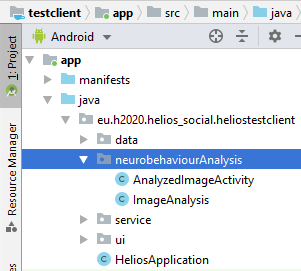 testclient app src main java
Android
1: Project
Resource Manager
app
manifests
java
eu.h2020.helios_social.heliostestclient
data
neurobehaviourAnalysis
AnalyzedImageActivity
ImageAnalysis
service
ui
HeliosApplication